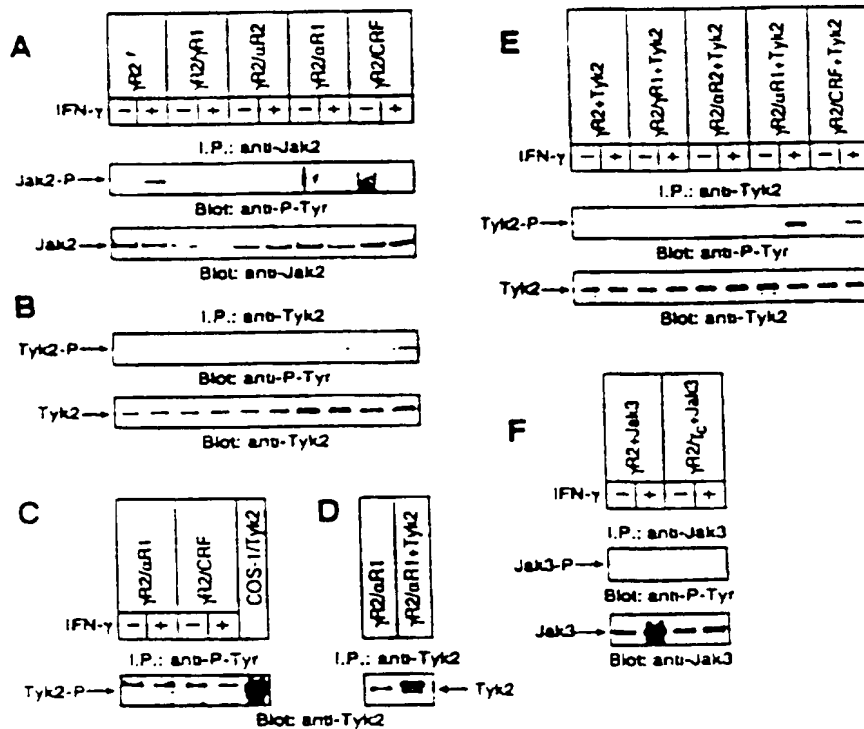 A
γR2'
γR2/γR1
γR2/αR2
γR2/αR1
γR2/CRF
IFN-γ
− + − + − + − + − +
I.P.: anti-Jak2
Jak2-P
Blot: anti-P-Tyr
Jak2
Blot: anti-Jak2
B
I.P.: anti-Tyk2
Tyk2-P
Blot: anti-P-Tyr
Tyk2
Blot: anti-Tyk2
C
γR2/αR1
γR2/CRF
COS-1/Tyk2
IFN-γ
− + − +
I.P.: anti-P-Tyr
Tyk2-P
D
γR2/αR1
γR2/αR1+Tyk2
I.P.: anti-Tyk2
Tyk2
Blot: anti-Tyk2
E
γR2+Tyk2
γR2/γR1+Tyk2
γR2/αR2+Tyk2
γR2/αR1+Tyk2
γR2/CRF+Tyk2
IFN-γ
− + − + − + − + − +
I.P.: anti-Tyk2
Tyk2-P
Blot: anti-P-Tyr
Tyk2
Blot: anti-Tyk2
F
γR2+Jak3
γR2/γc+Jak3
IFN-γ
− + − +
I.P.: anti-Jak3
Jak3-P
Blot: anti-P-Tyr
Jak3
Blot: anti-Jak3